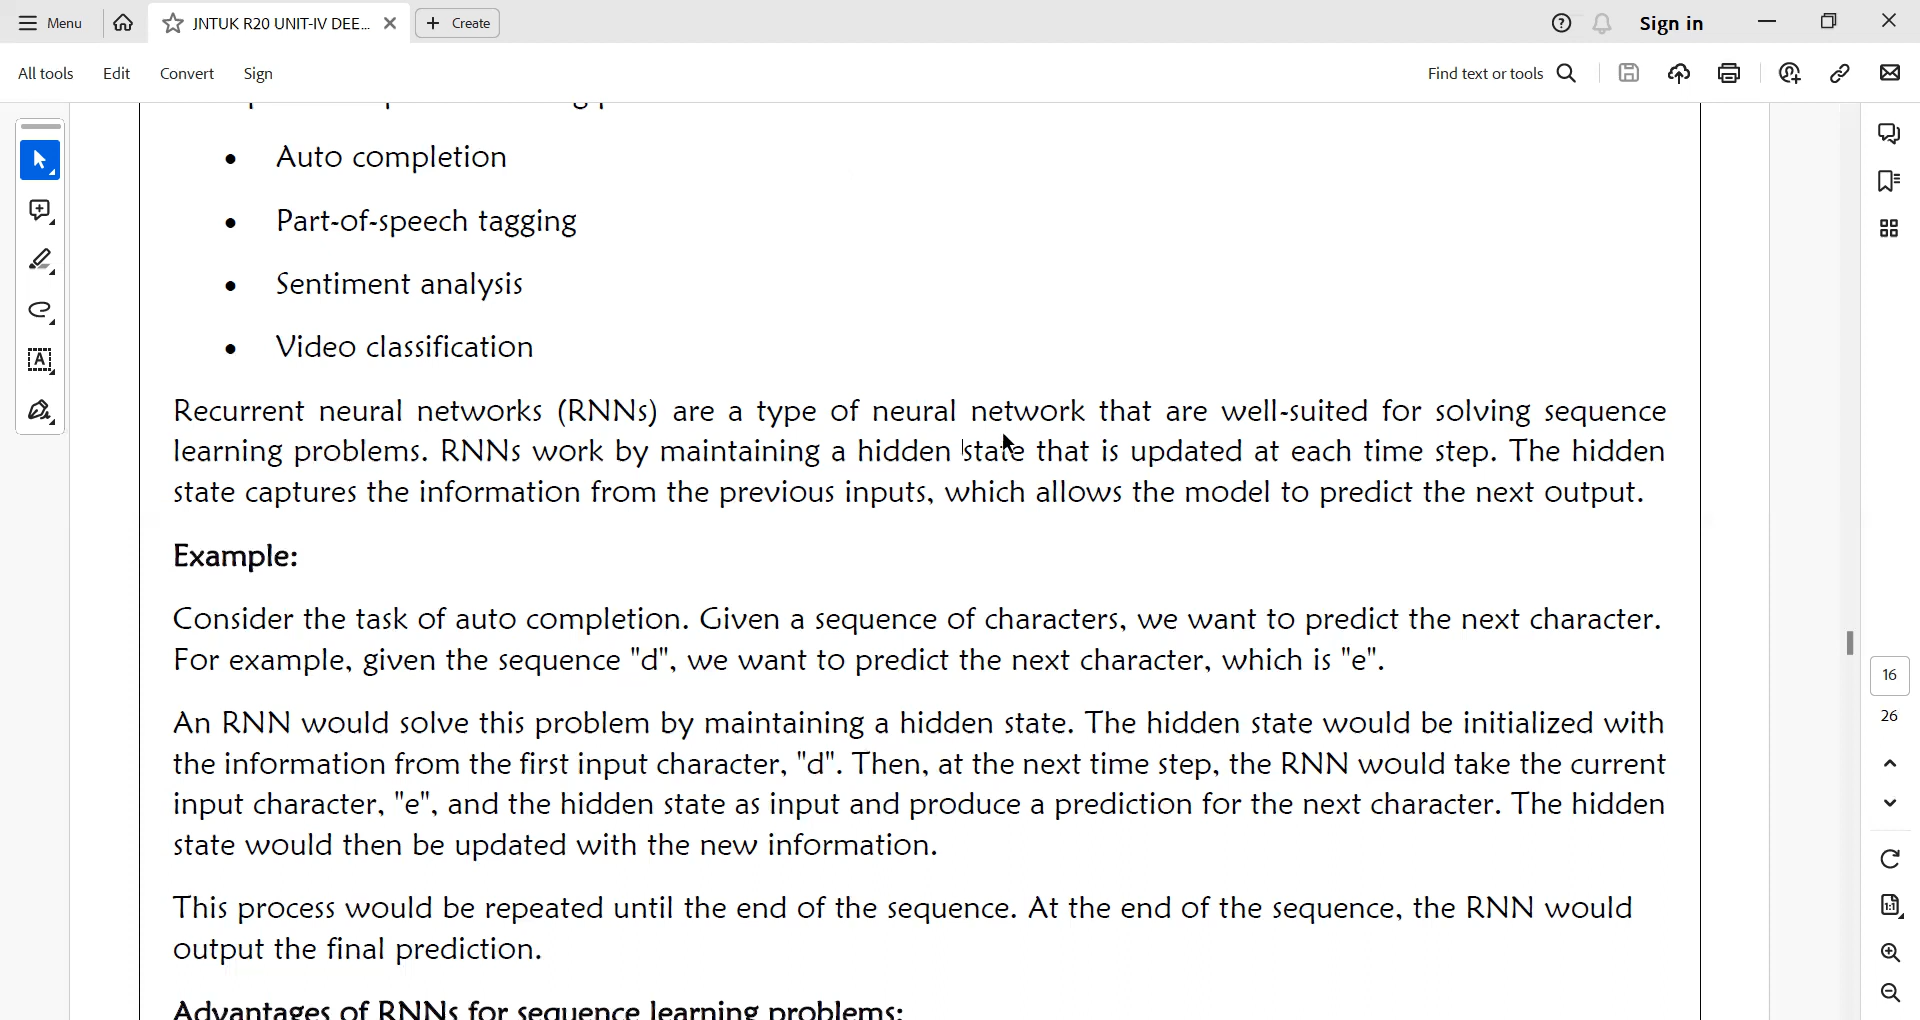 Menu
JNTUK R20 UNIT-IV DEE...
Create
Sign in
All tools
Edit
Convert
Sign
Find text or tools
• Auto completion
• Part-of-speech tagging
• Sentiment analysis
• Video classification
Recurrent neural networks (RNNs) are a type of neural network that are well-suited for solving sequence
learning problems. RNNs work by maintaining a hidden state that is updated at each time step. The hidden
state captures the information from the previous inputs, which allows the model to predict the next output.
Example:
Consider the task of auto completion. Given a sequence of characters, we want to predict the next character.
For example, given the sequence "d", we want to predict the next character, which is "e".
An RNN would solve this problem by maintaining a hidden state. The hidden state would be initialized with
the information from the first input character, "d". Then, at the next time step, the RNN would take the current
input character, "e", and the hidden state as input and produce a prediction for the next character. The hidden
state would then be updated with the new information.
This process would be repeated until the end of the sequence. At the end of the sequence, the RNN would
output the final prediction.
Advantages of RNNs for sequence learning problems:
16
26